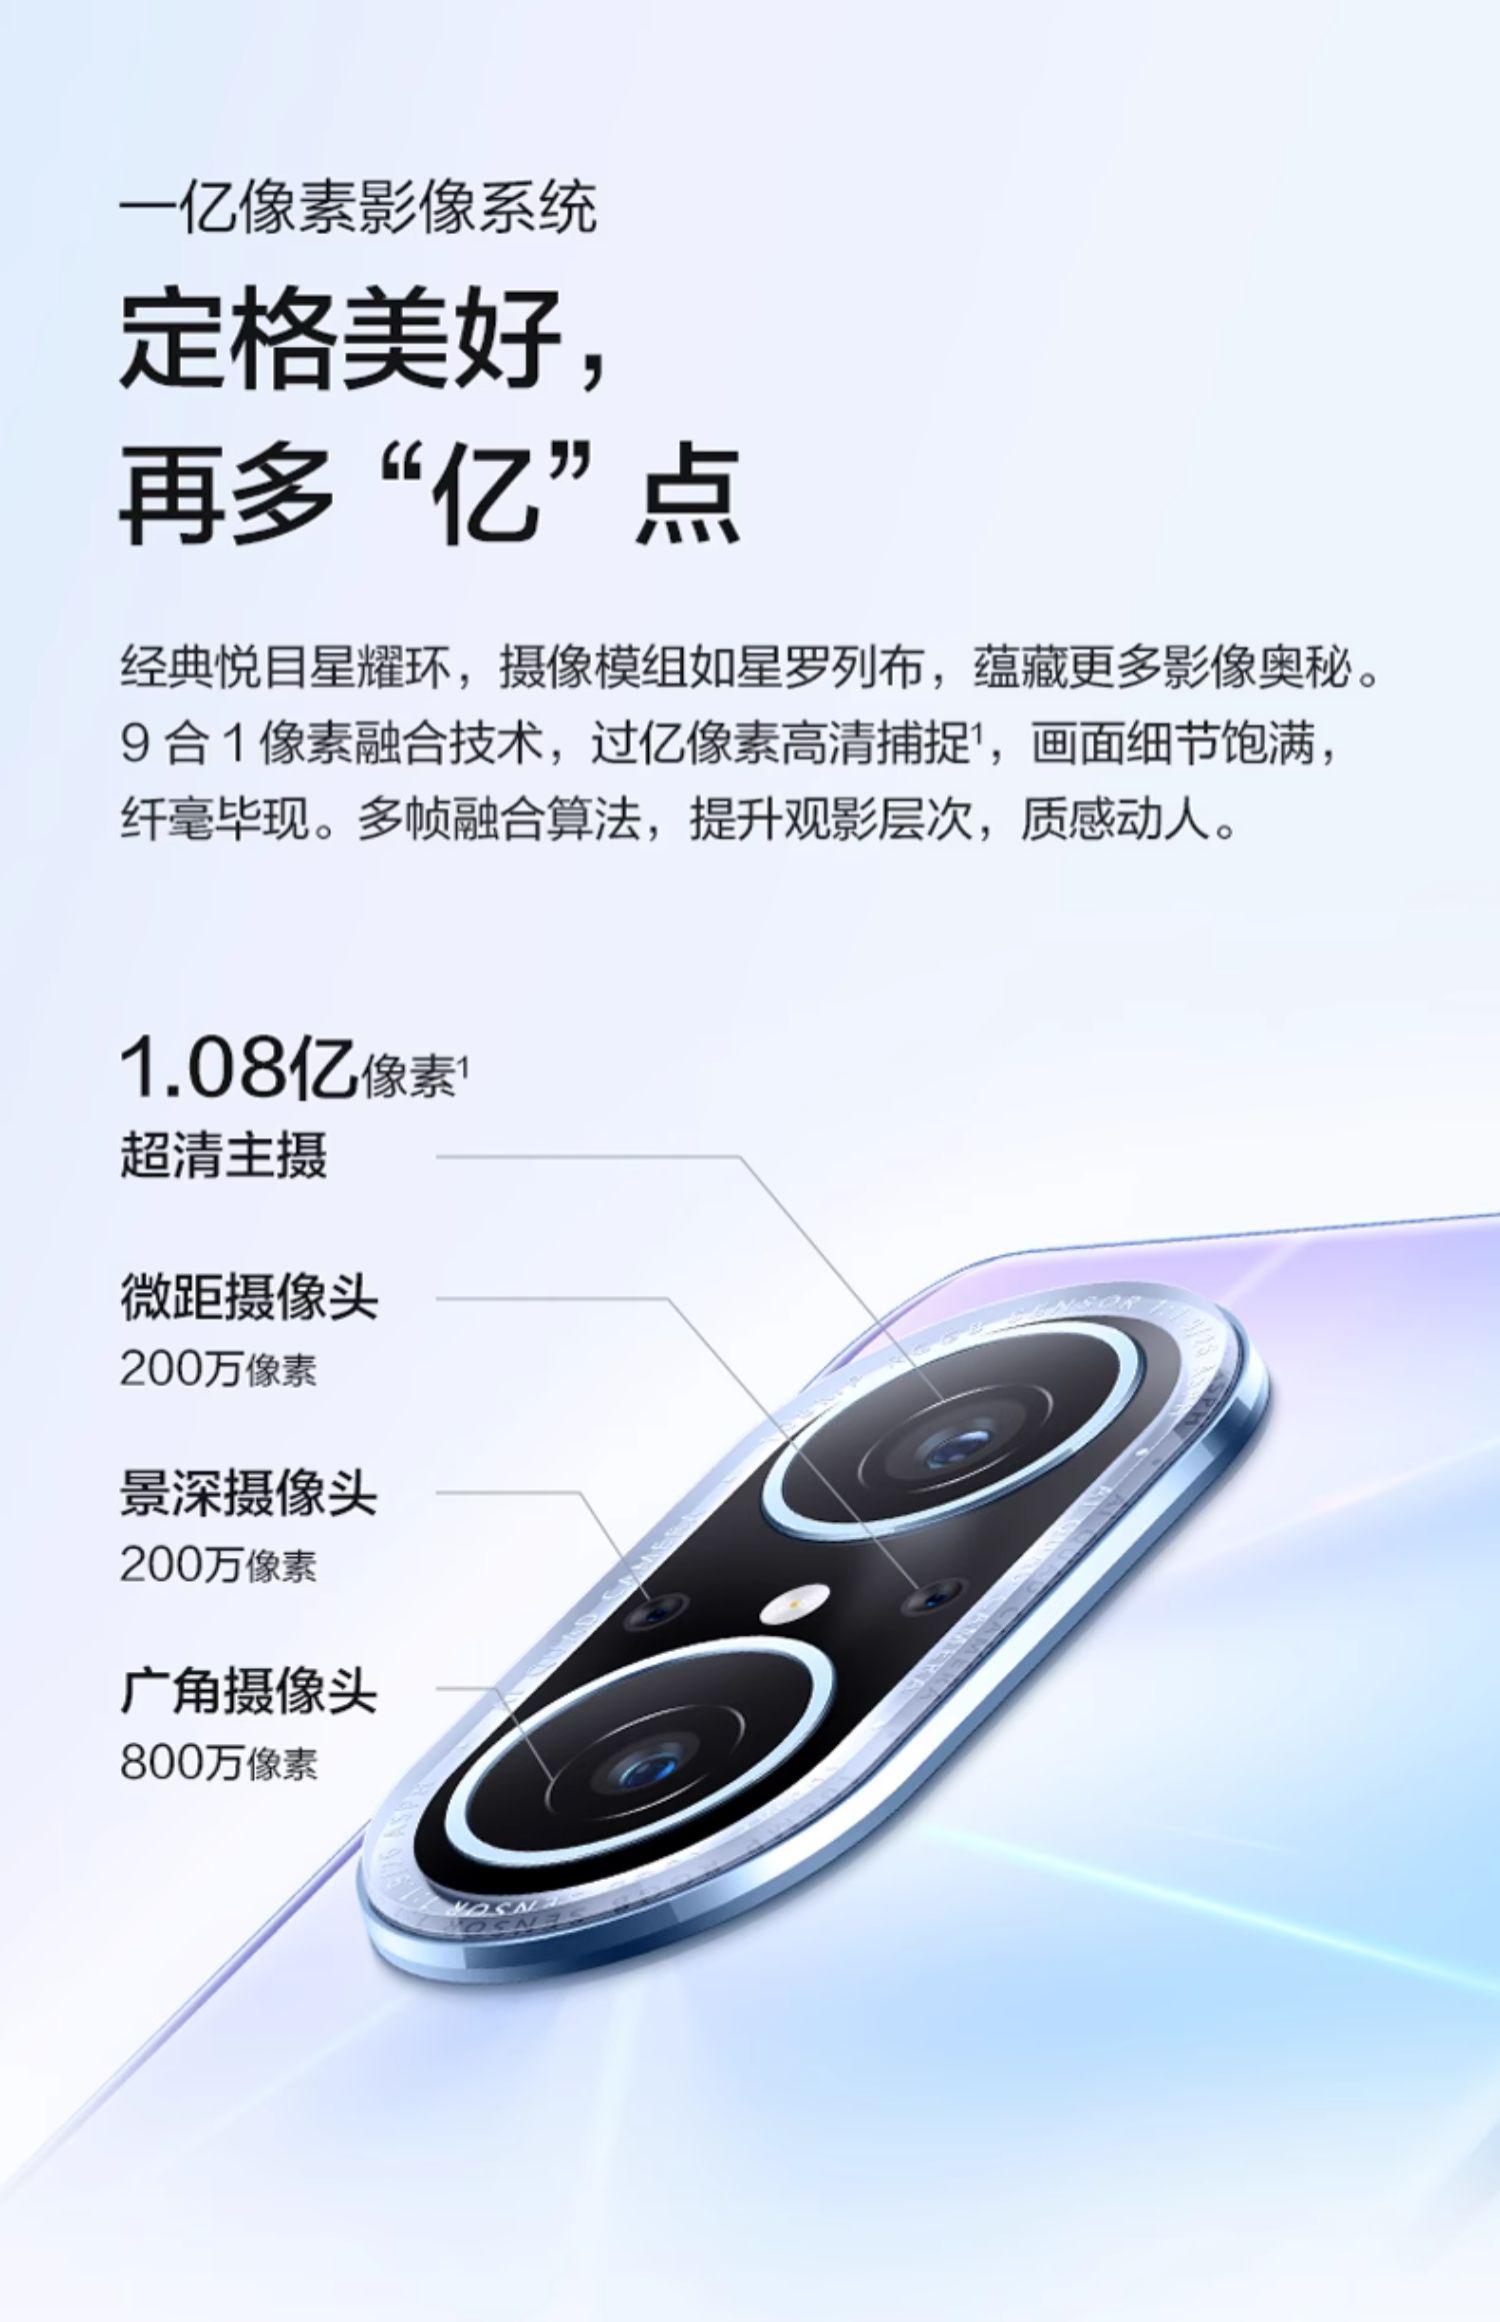 一亿像素影像系统
定格美好，
再多“亿”点
经典悦目星耀环，摄像模组如星罗列布，蕴藏更多影像奥秘。
9 合 1 像素融合技术，过亿像素高清捕捉¹，画面细节饱满，
纤毫毕现。多帧融合算法，提升观影层次，质感动人。
1.08亿像素¹
超清主摄
微距摄像头
200万像素
景深摄像头
200万像素
广角摄像头
800万像素
SENSOR